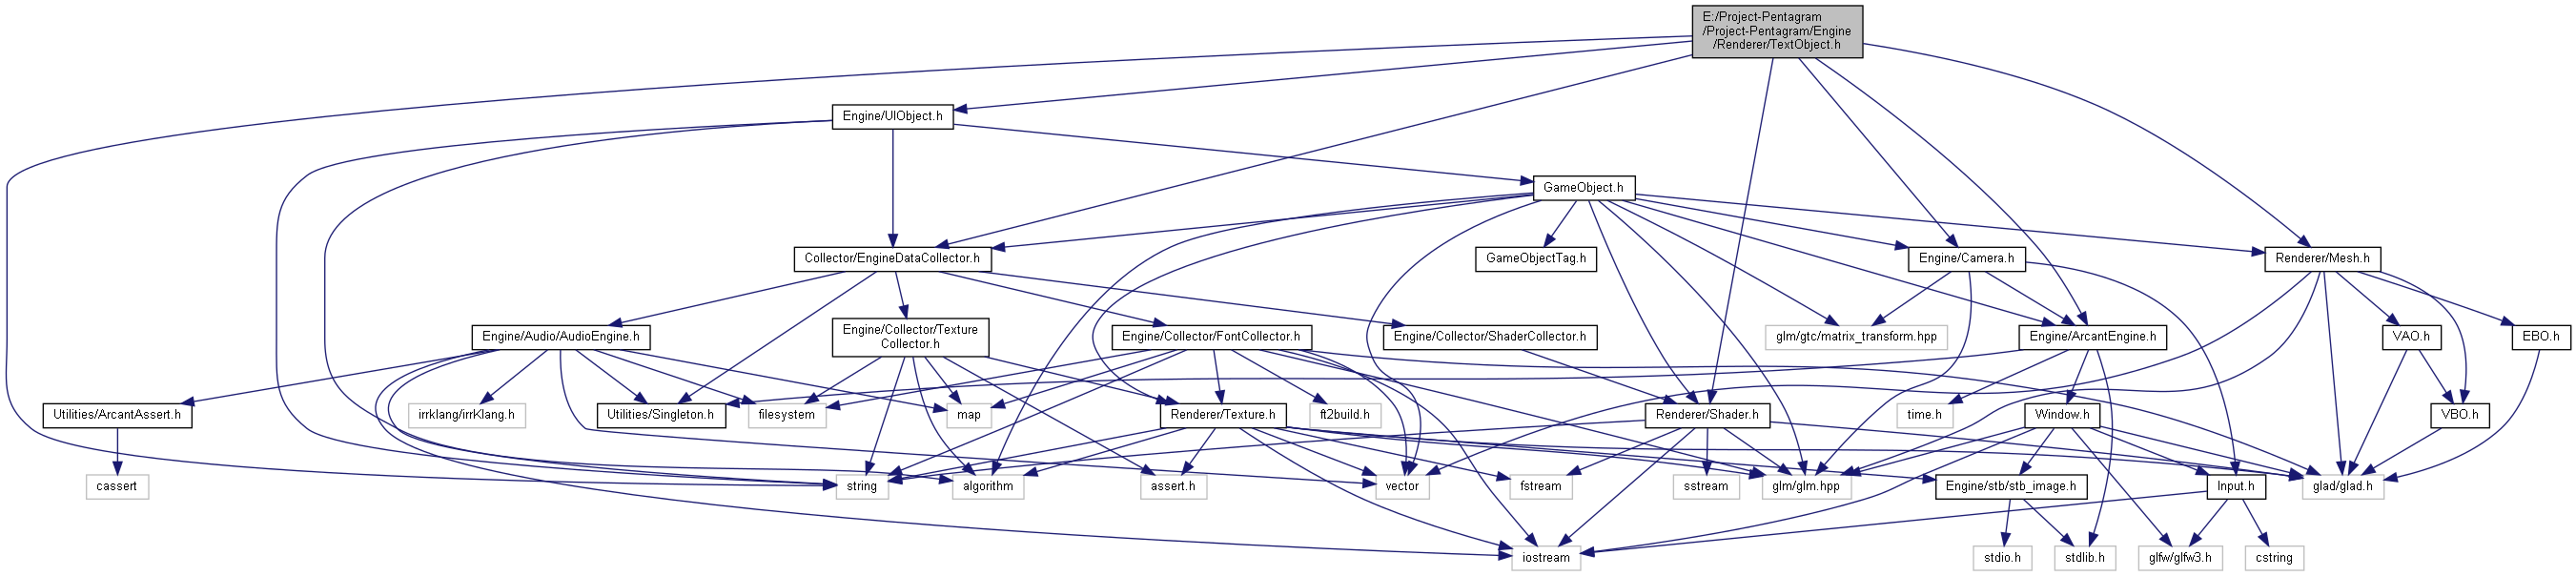 E:/Project-Pentagram
/Project-Pentagram/Engine
/Renderer/TextObject.h
Engine/UIObject.h
GameObject.h
Collector/EngineDataCollector.h
GameObjectTag.h
Engine/Camera.h
Renderer/Mesh.h
Engine/Audio/AudioEngine.h
Engine/Collector/Texture
Collector.h
Engine/Collector/FontCollector.h
Engine/Collector/ShaderCollector.h
glm/gtc/matrix_transform.hpp
Engine/ArcantEngine.h
VAO.h
EBO.h
Utilities/ArcantAssert.h
irrklang/irrKlang.h
Utilities/Singleton.h
filesystem
map
Renderer/Texture.h
ft2build.h
Renderer/Shader.h
time.h
Window.h
VBO.h
cassert
string
algorithm
assert.h
vector
fstream
sstream
glm/glm.hpp
Engine/stb/stb_image.h
Input.h
glad/glad.h
iostream
stdio.h
stdlib.h
glfw/glfw3.h
cstring